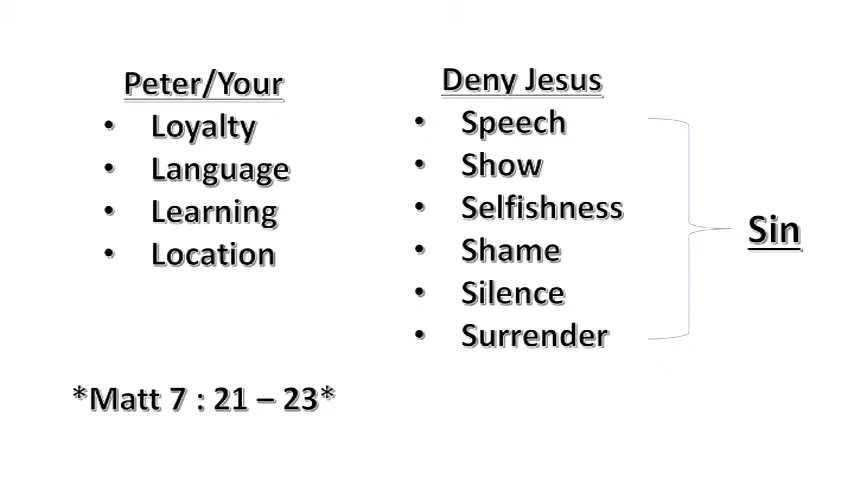 Peter/Your
• Loyalty
• Language
• Learning
• Location
*Matt 7 : 21 – 23*
Deny Jesus
• Speech
• Show
• Selfishness
• Shame
• Silence
• Surrender
Sin